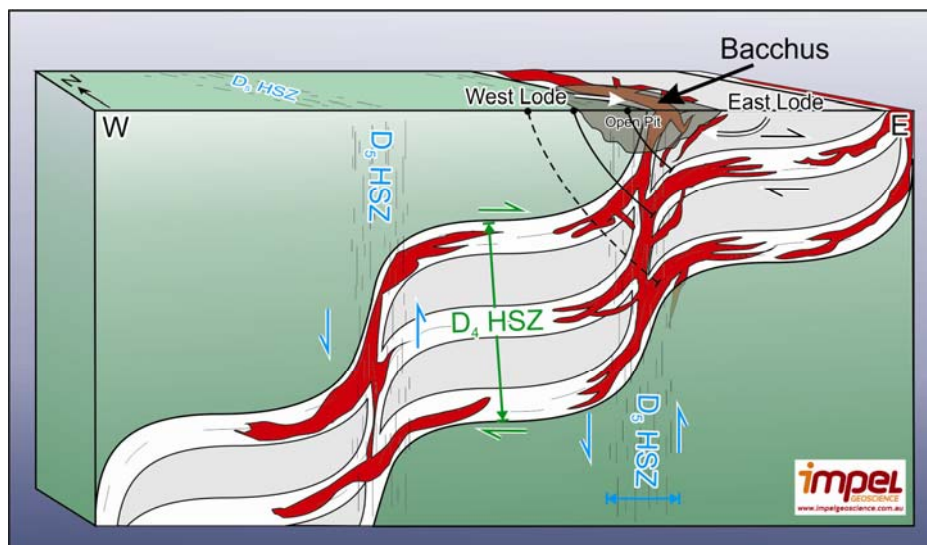 Bacchus
N
D₅ HSZ
West Lode
East Lode
Open Pit
W
E
D₅ HSZ
D₄ HSZ
D₅ HSZ
impel
GEOSCIENCE
www.impelgeoscience.com.au